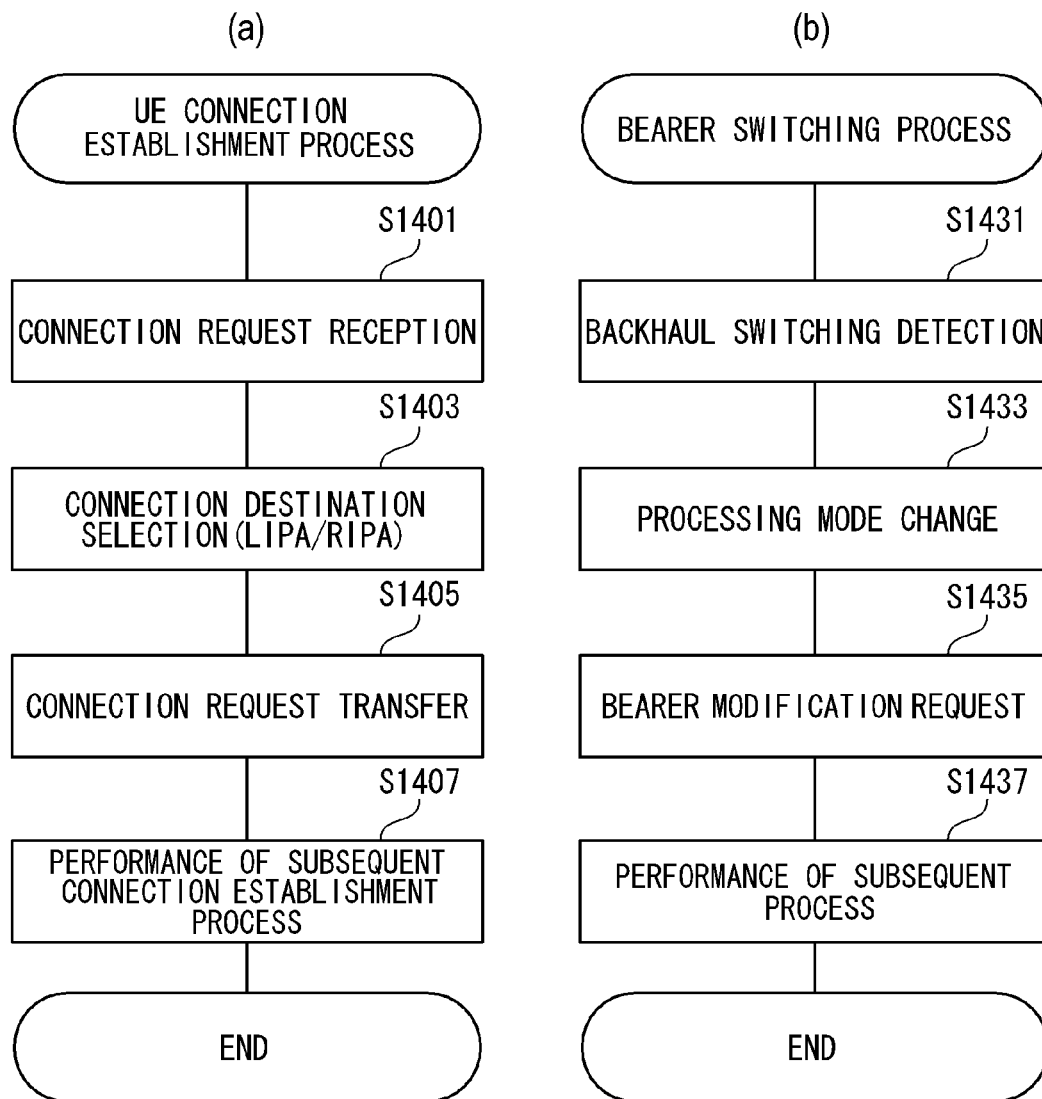 (a)
UE CONNECTION
ESTABLISHMENT PROCESS
S1401
CONNECTION REQUEST RECEPTION
S1403
CONNECTION DESTINATION
SELECTION(LIPA/RIPA)
S1405
CONNECTION REQUEST TRANSFER
S1407
PERFORMANCE OF SUBSEQUENT
CONNECTION ESTABLISHMENT
PROCESS
END
(b)
BEARER SWITCHING PROCESS
S1431
BACKHAUL SWITCHING DETECTION
S1433
PROCESSING MODE CHANGE
S1435
BEARER MODIFICATION REQUEST
S1437
PERFORMANCE OF SUBSEQUENT
PROCESS
END